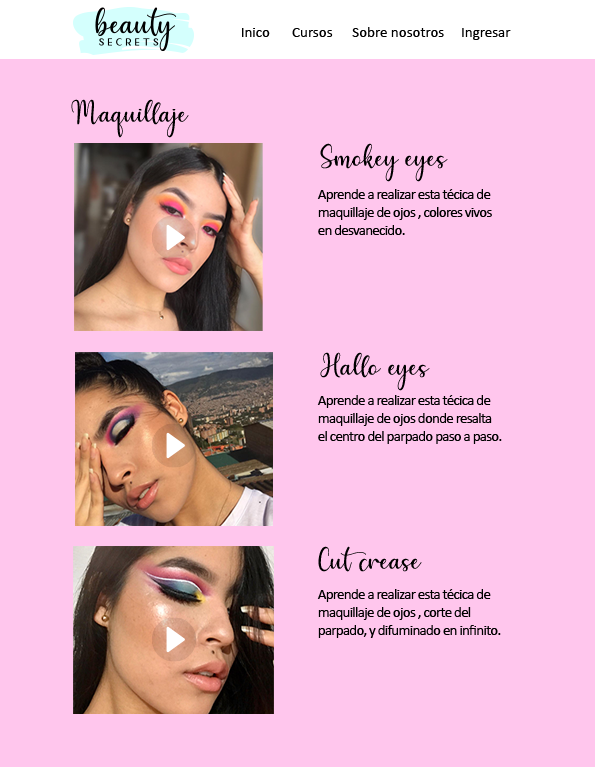 beauty
SECRETS
Inico Cursos Sobre nosotros Ingresar
Maquillaje
Smokey eyes
Aprende a realizar esta técica de
maquillaje de ojos , colores vivos
en desvanecido.
Hallo eyes
Aprende a realizar esta técica de
maquillaje de ojos donde resalta
el centro del parpado paso a paso.
Cut crease
Aprende a realizar esta técica de
maquillaje de ojos , corte del
parpado, y difuminado en infinito.